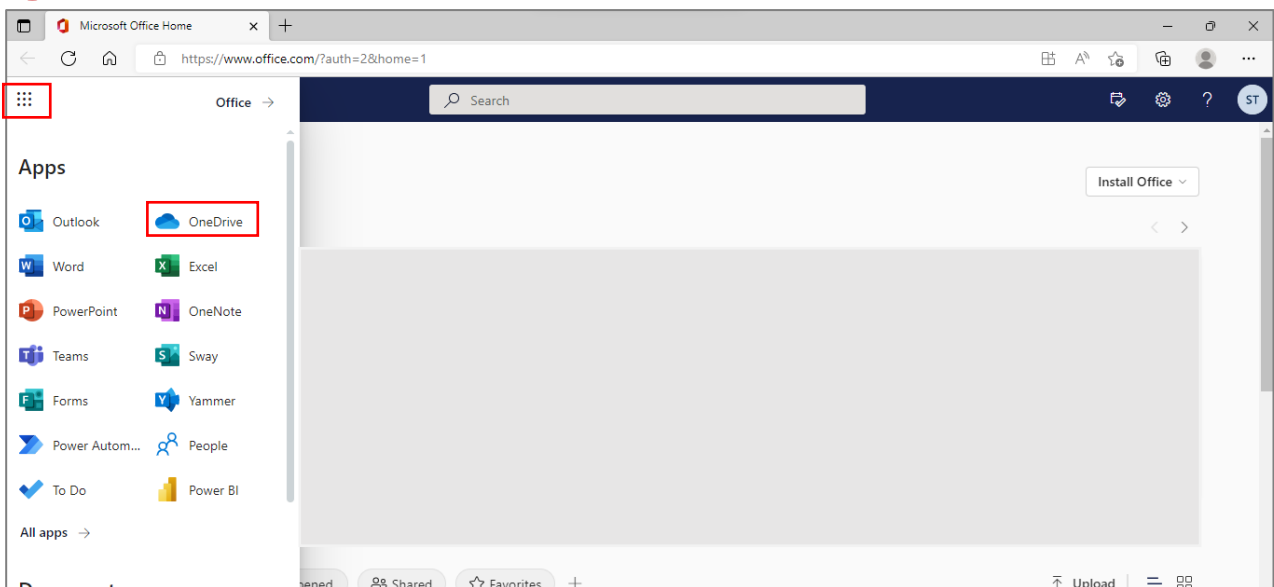 Microsoft Office Home
https://www.office.com/?auth=2&home=1
Office →
Search
ST
Apps
Install Office
Outlook
OneDrive
Word
Excel
PowerPoint
OneNote
Teams
Sway
Forms
Yammer
Power Autom...
People
To Do
Power BI
All apps →
Shared
Favorites
Upload